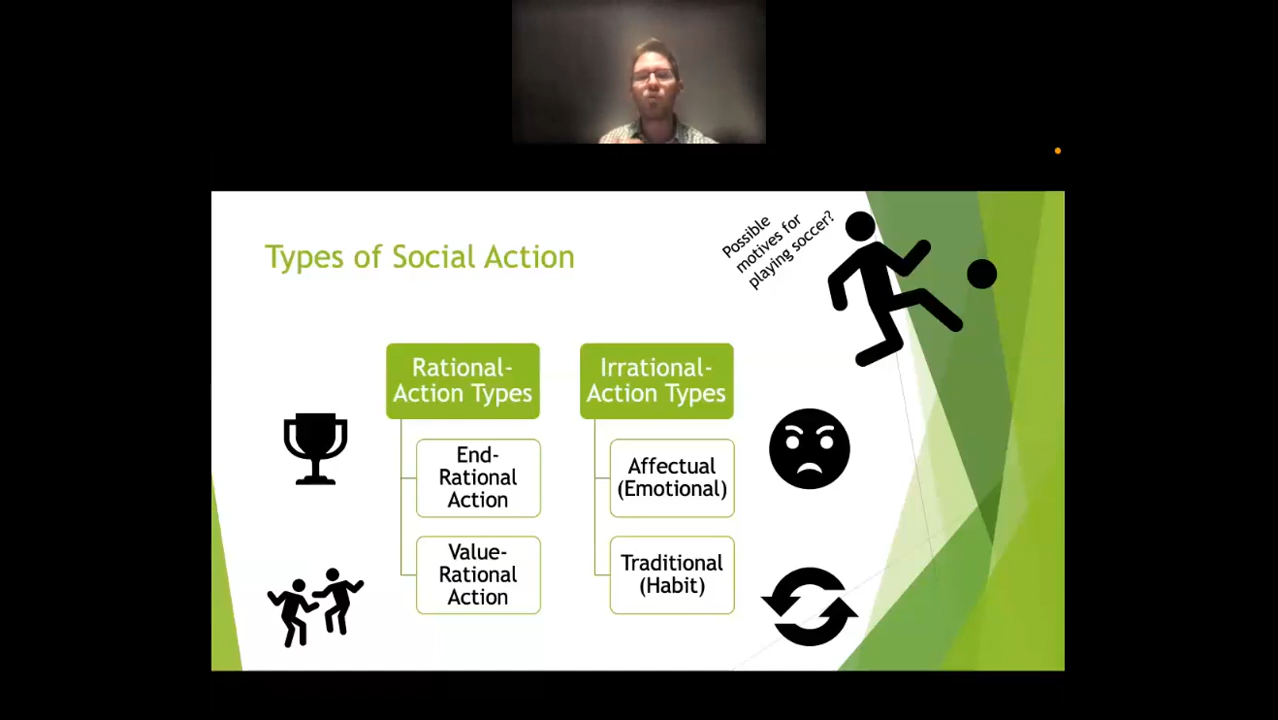 Types of Social Action
Possible
motives for
playing soccer?
Rational-
Action Types
End-
Rational
Action
Value-
Rational
Action
Irrational-
Action Types
Affectual
(Emotional)
Traditional
(Habit)